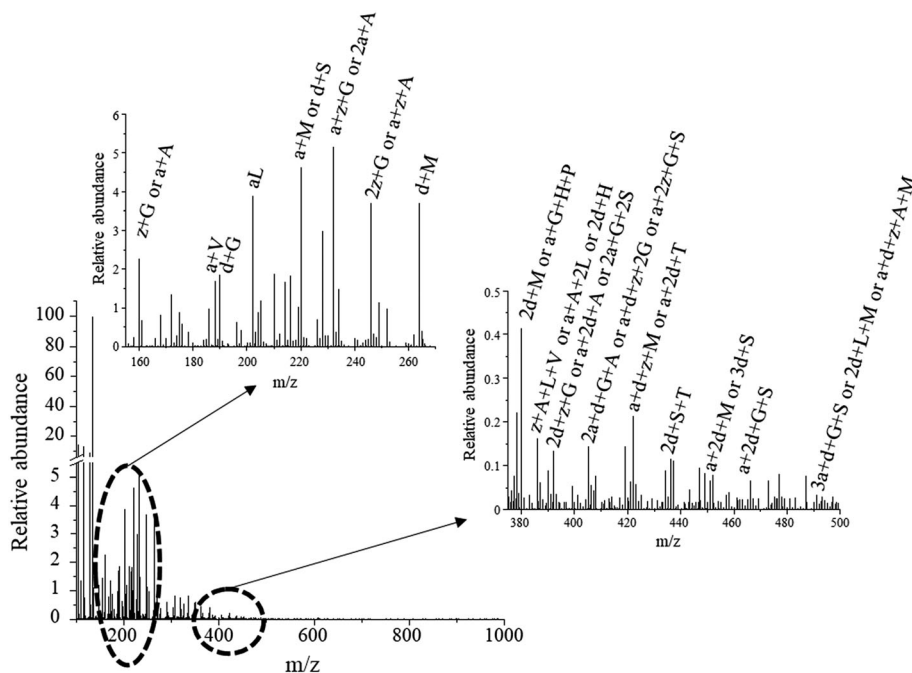 6
5
4
3
2
1
0
Relative abundance
160
180
200
220
240
260
m/z
z+G or a+A
a+V
d+G
aL
a+M or d+S
a+z+G or 2a+A
2z+G or a+z+A
d+M
100
80
60
40
20
5
4
3
2
1
0
Relative abundance
200
400
600
800
1000
m/z
0.5
0.4
0.3
0.2
0.1
0
Relative abundance
380
400
420
440
460
480
500
m/z
2d+M or a+G+H+P
z+A+L+V or a+A+2L or 2d+H
2d+z+G or a+2d+A or 2a+G+2S
2a+d+G+A or a+d+z+2G or a+2z+G+S
a+d+z+M or a+2d+T
2d+S+T
a+2d+M or 3d+S
a+2d+G+S
3a+d+G+S or 2d+L+M or a+d+z+A+M